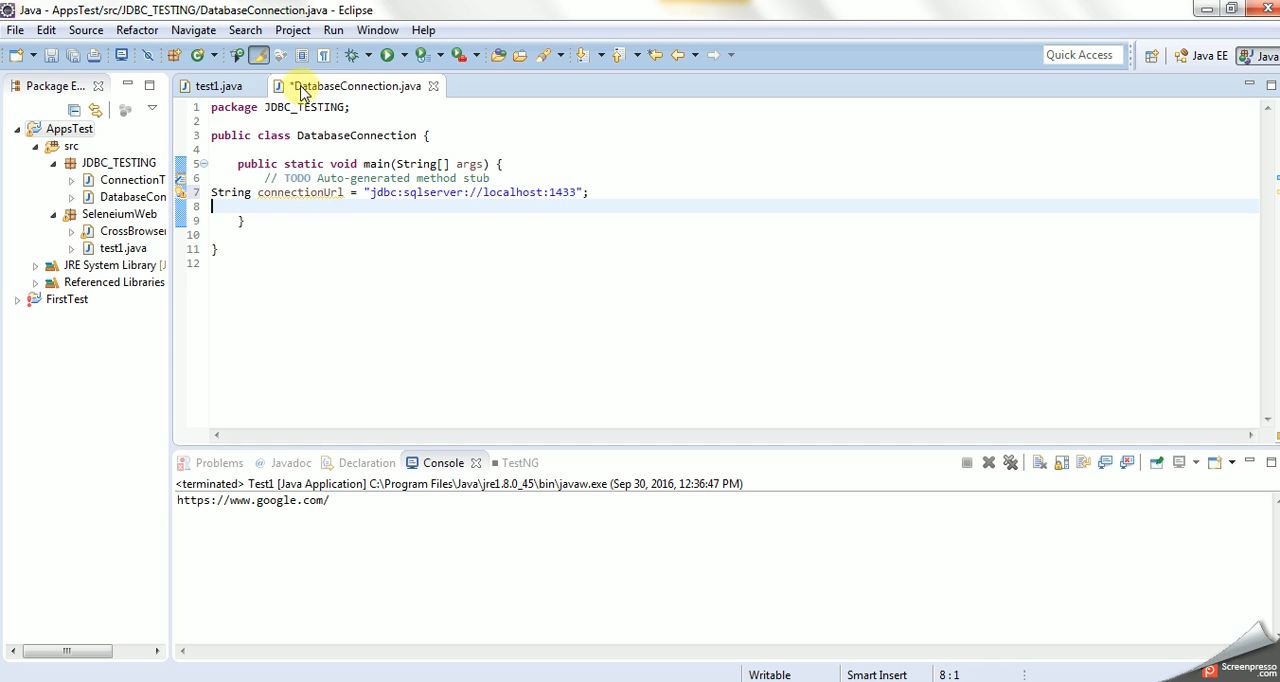 Java - AppsTest/src/JDBC_TESTING/DatabaseConnection.java - Eclipse
File Edit Source Refactor Navigate Search Project Run Window Help
Quick Access Java EE Java
Package E... test1.java *DatabaseConnection.java
AppsTest
src
JDBC_TESTING
ConnectionT
DatabaseCon
SeleneiumWeb
CrossBrowse
test1.java
JRE System Library [J
Referenced Libraries
FirstTest
1 package JDBC_TESTING;
2
3 public class DatabaseConnection {
4
5 public static void main(String[] args) {
6 // TODO Auto-generated method stub
7 String connectionUrl = "jdbc:sqlserver://localhost:1433";
8
9 }
10
11 }
12
Problems @ Javadoc Declaration Console TestNG
<terminated> Test1 [Java Application] C:\Program Files\Java\jre1.8.0_45\bin\javaw.exe (Sep 30, 2016, 12:36:47 PM)
https://www.google.com/
Writable Smart Insert 8 : 1
Screenpresso
.com